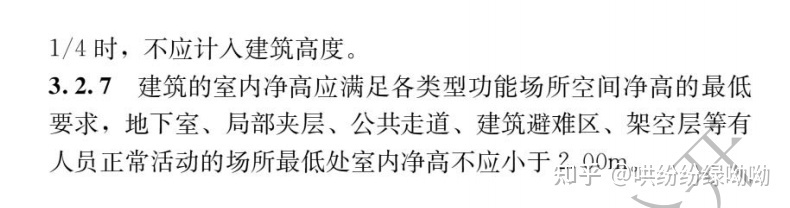 1/4 时，不应计入建筑高度。
3.2.7 建筑的室内净高应满足各类型功能场所空间净高的最低
要求，地下室、局部夹层、公共走道、建筑避难区、架空层等有
人员正常活动的场所最低处室内净高不应小于 2.00m。
知乎 @哄纷纷绿呦呦